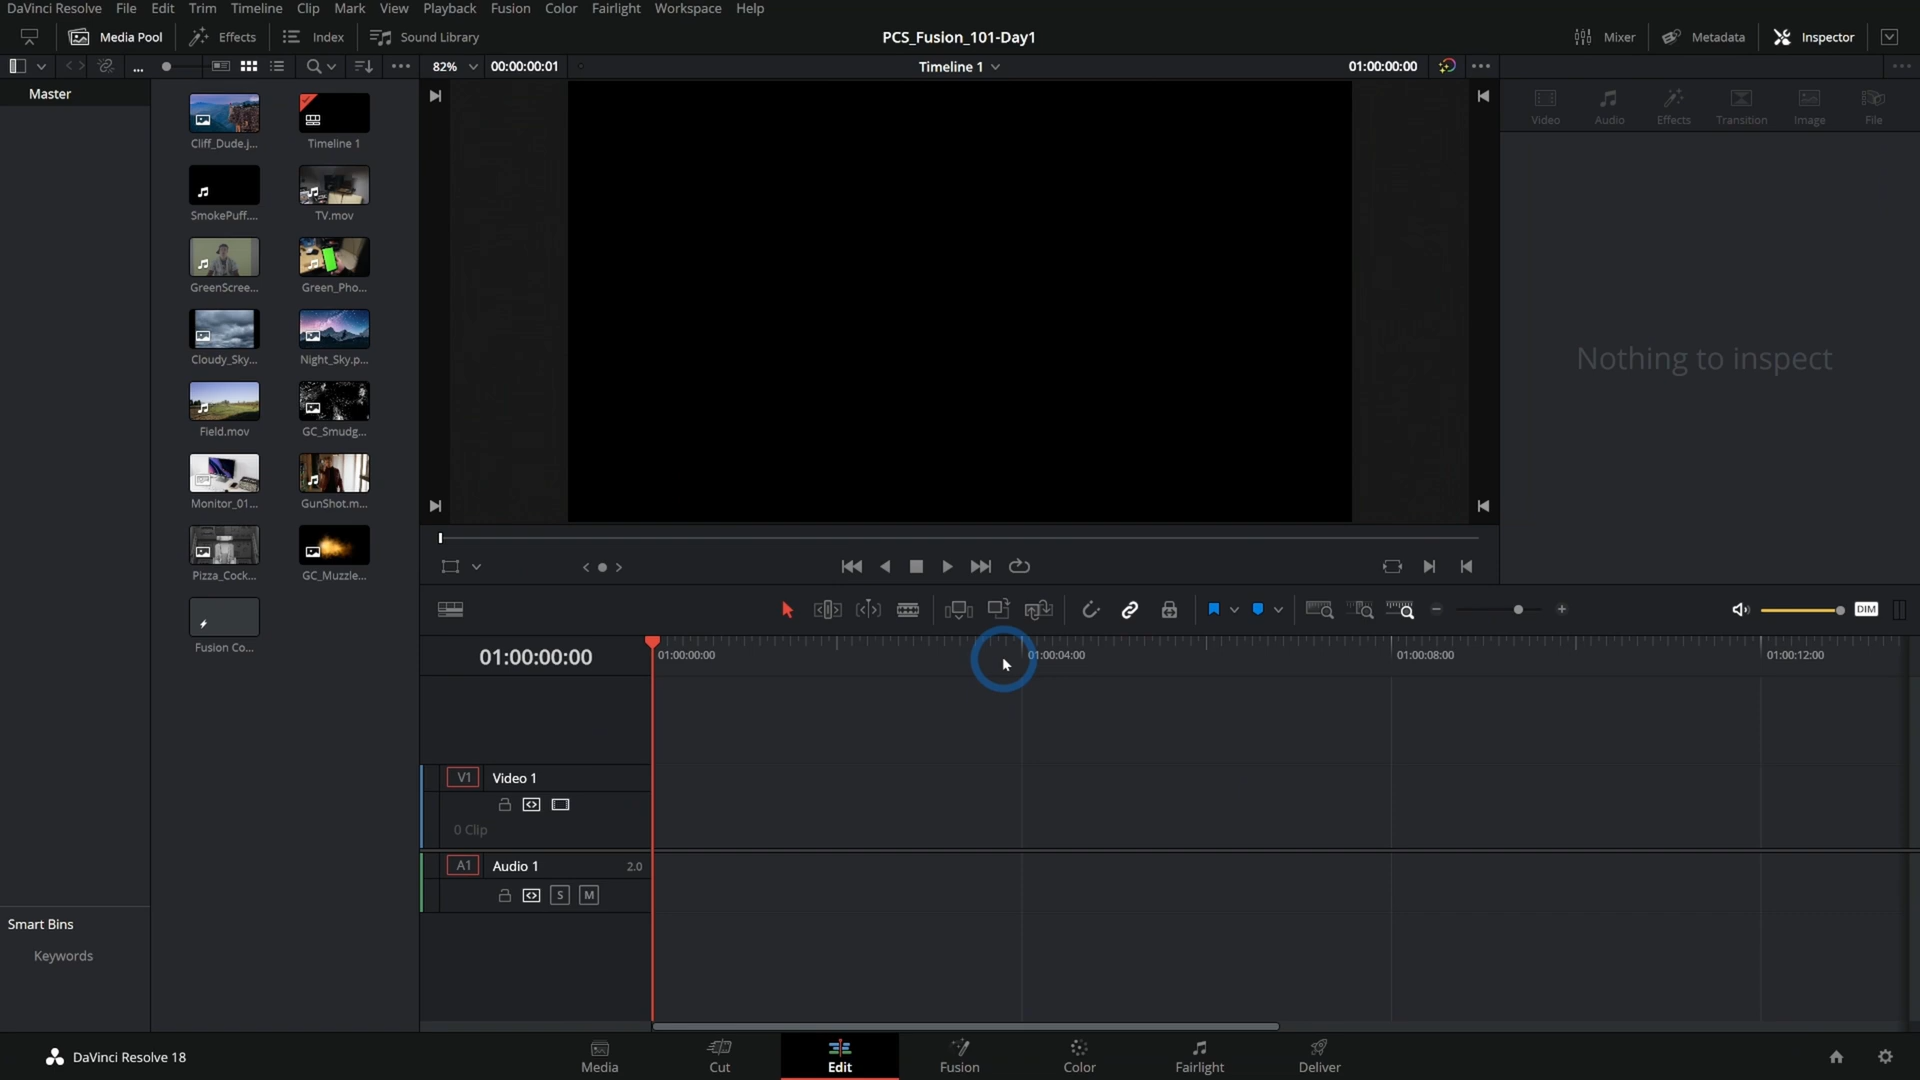 DaVinci Resolve File Edit Trim Timeline Clip Mark View Playback Fusion Color Fairlight Workspace Help
Media Pool Effects Index Sound Library PCS_Fusion_101-Day1 Mixer Metadata Inspector
82% 00:00:00:01 Timeline 1 01:00:00:00
Master
Cliff_Dude.j... Timeline 1
SmokePuff.... TV.mov
GreenScree... Green_Pho...
Cloudy_Sky... Night_Sky.p...
Field.mov GC_Smudg...
Monitor_01... GunShot.m...
Pizza_Cock... GC_Muzzle...
Fusion Co...
Video Audio Effects Transition Image File
Nothing to inspect
DIM
01:00:00:00 01:00:00:00 01:00:04:00 01:00:08:00 01:00:12:00
V1 Video 1
0 Clip
A1 Audio 1 2.0
S M
Smart Bins
Keywords
DaVinci Resolve 18 Media Cut Edit Fusion Color Fairlight Deliver